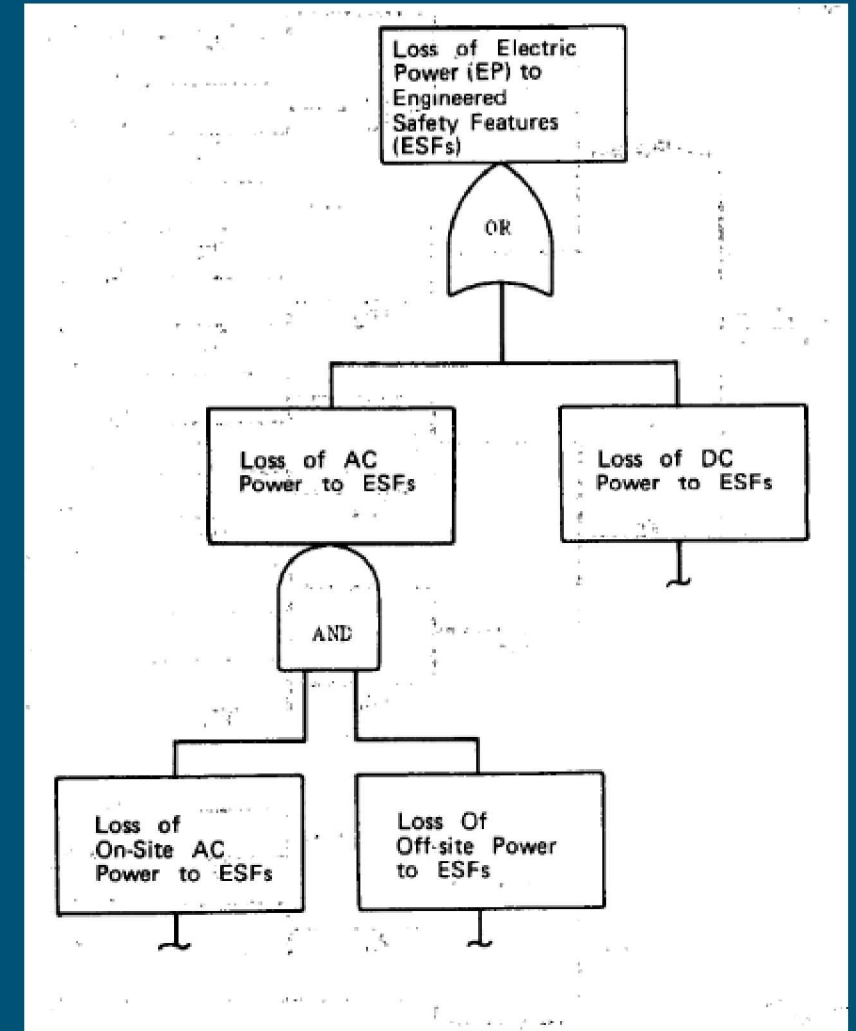 Loss of Electric
Power (EP) to
Engineered
Safety Features
(ESFs)
OR
Loss of AC
Power to ESFs
Loss of DC
Power to ESFs
AND
Loss of
On-Site AC
Power to ESFs
Loss Of
Off-site Power
to ESFs